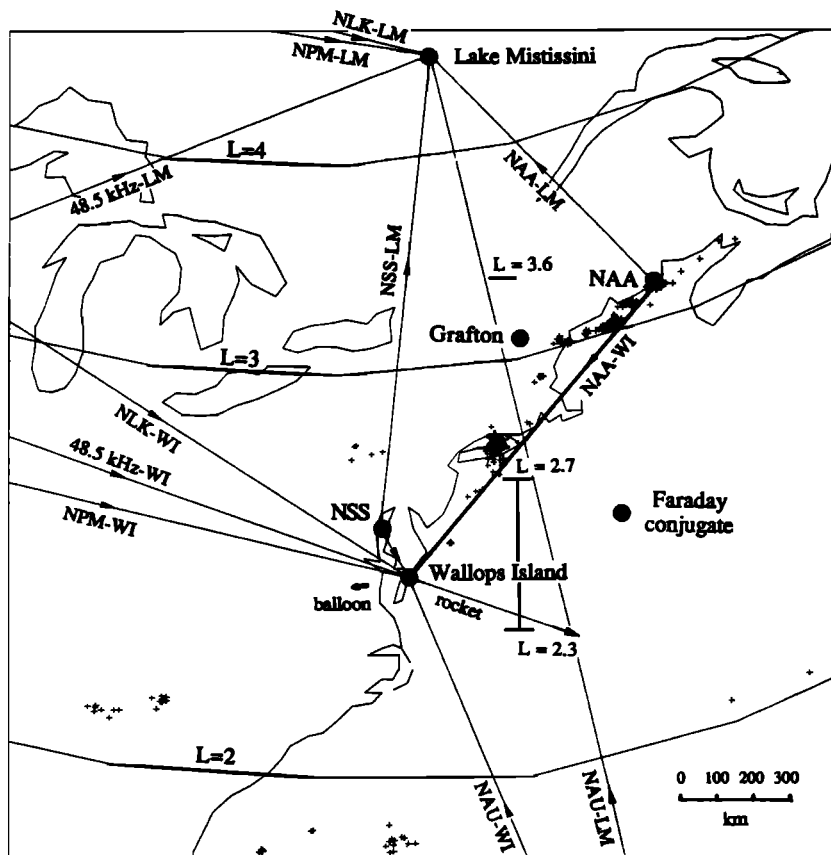 NLK-LM
NPM-LM
Lake Mistissini
L=4
48.5 kHz-LM
NAA-LM
NSS-LM
L = 3.6
NAA
Grafton
L=3
NAA-WI
NLK-WI
48.5 kHz-WI
L = 2.7
NPM-WI
NSS
Faraday
conjugate
Wallops Island
balloon
rocket
L = 2.3
L=2
NAU-WI
NAU-LM
0 100 200 300
km